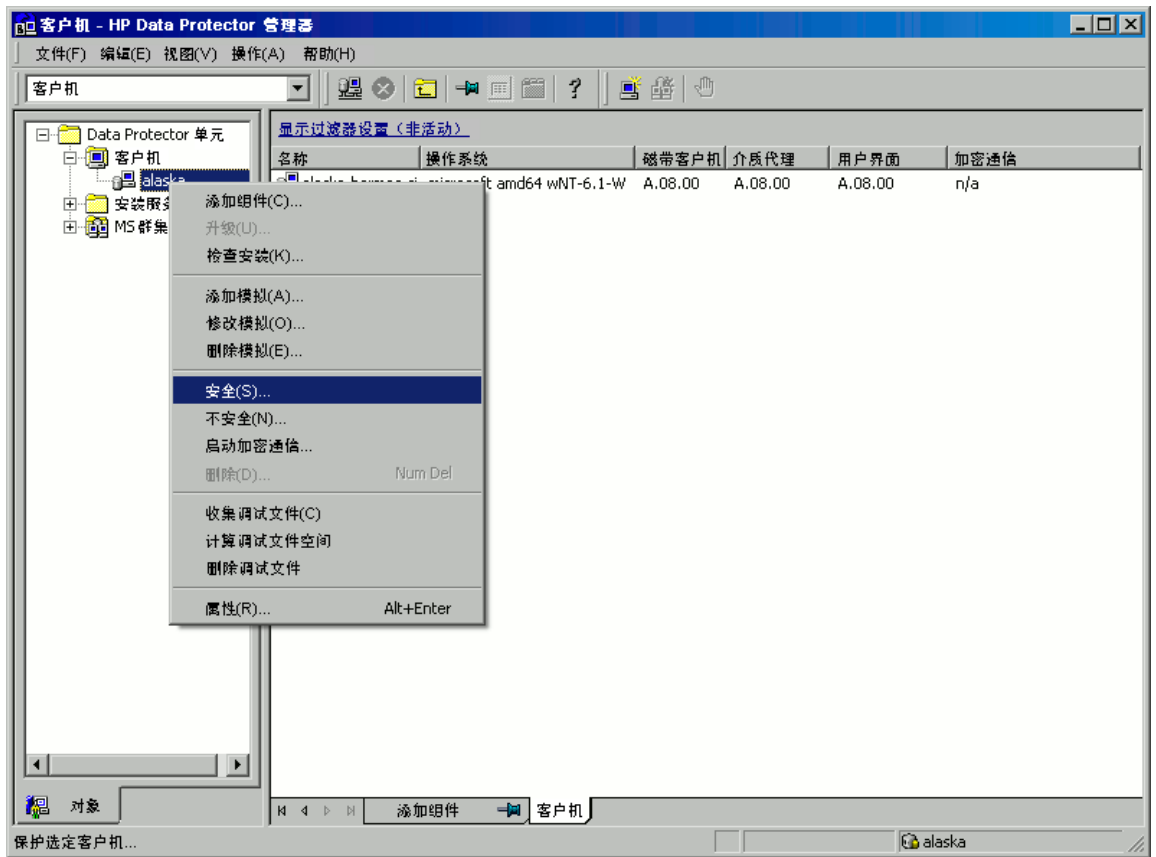 客户机 - HP Data Protector 管理器
文件(F) 编辑(E) 视图(V) 操作(A) 帮助(H)
客户机
显示过滤器设置（非活动）
Data Protector 单元
客户机
alaska
安装服务
MS 群集
名称 操作系统 磁带客户机 介质代理 用户界面 加密通信
microsoft amd64 wNT-6.1-W A.08.00 A.08.00 A.08.00 n/a
添加组件(C)...
升级(U)...
检查安装(K)...
添加模拟(A)...
修改模拟(O)...
删除模拟(E)...
安全(S)...
不安全(N)...
启动加密通信...
删除(D)... Num Del
收集调试文件(C)
计算调试文件空间
删除调试文件
属性(R)... Alt+Enter
对象
添加组件 客户机
保护选定客户机... alaska